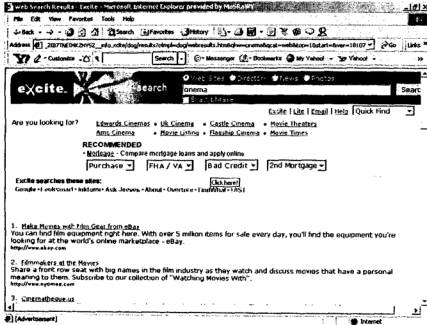 Web Search Results - Excite - Microsoft Internet Explorer provided by
File Edit View Favorites Tools Help
Back Search Favorites History
Address Go Links
Customize Search Messenger Bookmarks My Yahoo! Yahoo!
Web Sites Directory News Photos
excite. search cinema Search
Exact Phrase
Excite | Lite | Email | Help Quick Find
Are you looking for? Edwards Cinemas • UK Cinema • Castle Cinema • Movie Theaters
Amc Cinema • Movie Listing • Flagship Cinema • Movie Times
RECOMMENDED
• Mortgage - Compare mortgage loans and apply online
Purchase FHA / VA Bad Credit 2nd Mortgage
Click here!
Excite searches these sites:
Google • LookSmart • Inktomi • Ask Jeeves • About • Overture • FindWhat • FAST
1. Make Movies with Film Gear from eBay
You can find film equipment right here. With over 5 million items for sale every day, you'll find the equipment you're
looking for at the world's online marketplace - eBay.
http://www.ebay.com
2. Filmmakers at the Movies
Share a front row seat with big names in the film industry as they watch and discuss movies that have a personal
meaning to them. Subscribe to our collection of "Watching Movies With".
http://www.nytimes.com
3. Cinematheque.us
[Advertisement] Internet